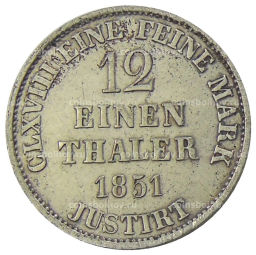 CLXVIII EINE FEINE MARK
12
EINEN
THALER
1851
JUSTIRT